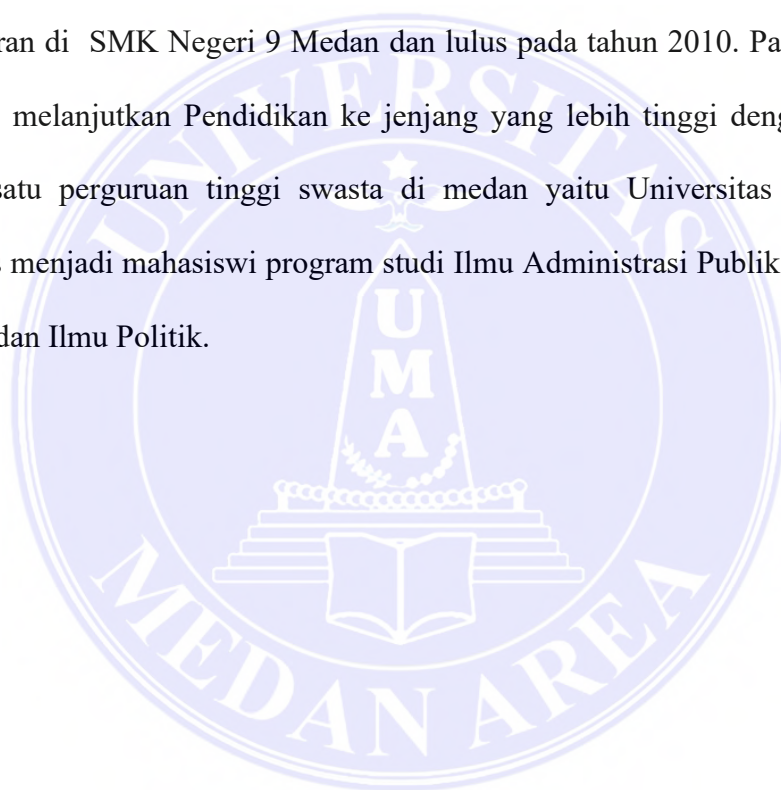 ran di SMK Negeri 9 Medan dan lulus pada tahun 2010. Pa
melanjutkan Pendidikan ke jenjang yang lebih tinggi deng
satu perguruan tinggi swasta di medan yaitu Universitas
menjadi mahasiswi program studi Ilmu Administrasi Publik
dan Ilmu Politik.
UNIVERSITAS
U
M
A
MEDAN AREA